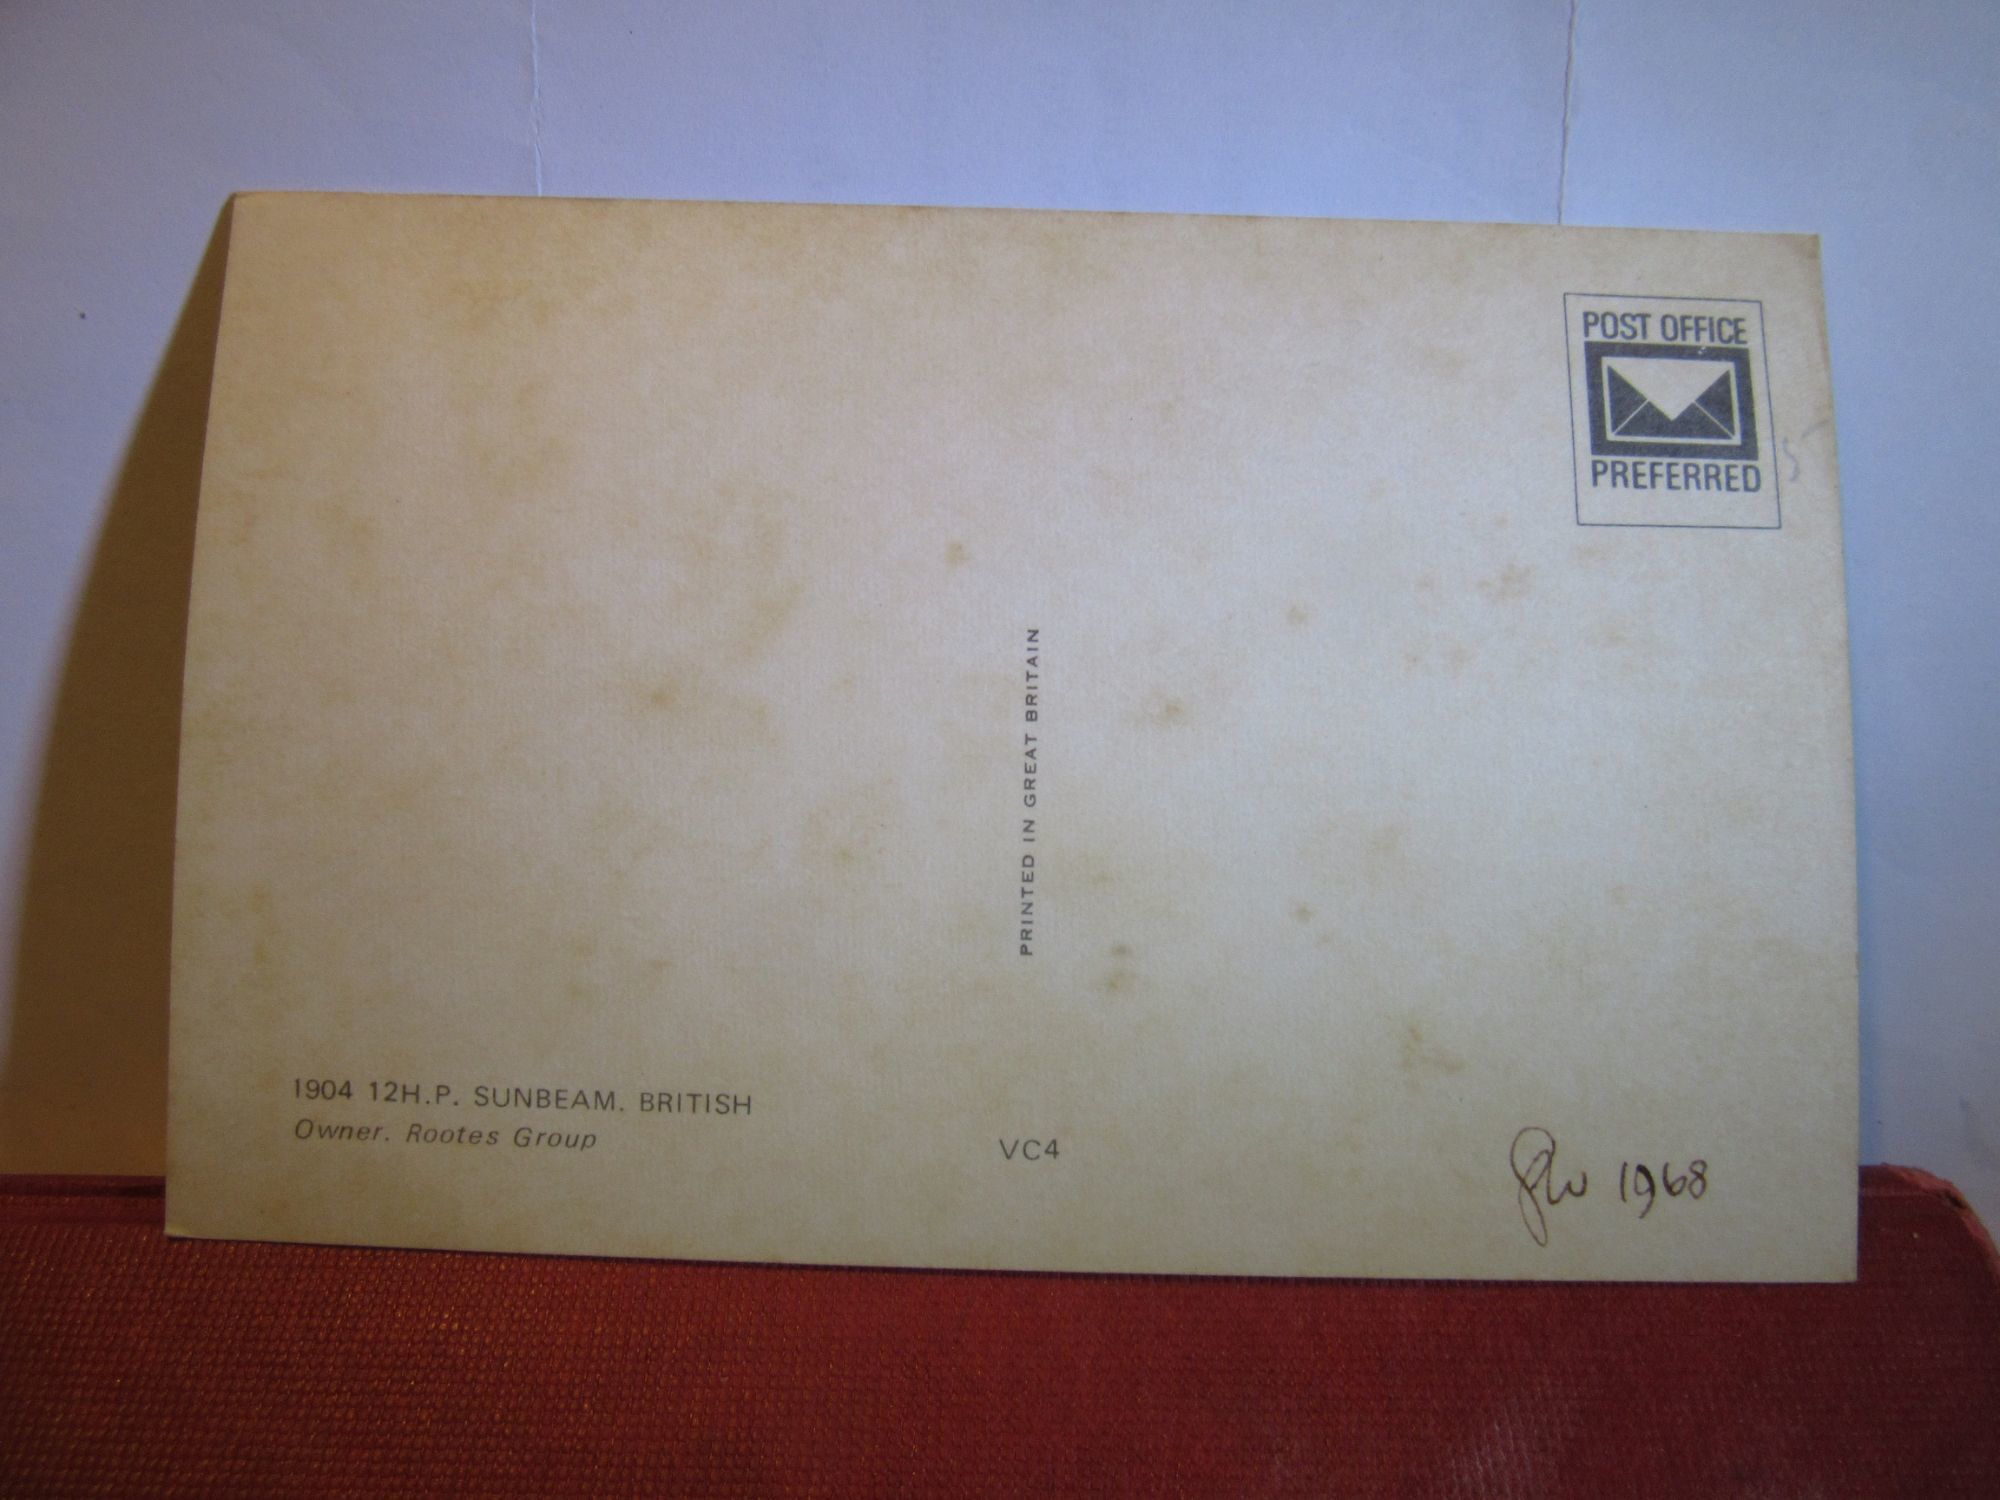 POST OFFICE
PREFERRED
PRINTED IN GREAT BRITAIN
1904 12H.P. SUNBEAM. BRITISH
Owner. Rootes Group
VC4
1968